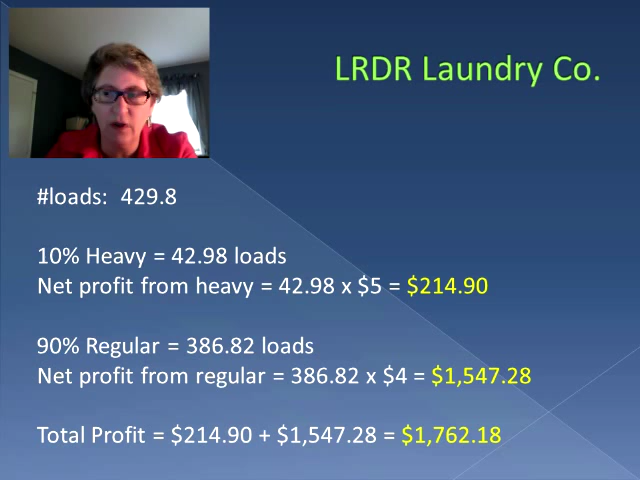 LRDR Laundry Co.
#loads: 429.8
10% Heavy = 42.98 loads
Net profit from heavy = 42.98 x $5 = $214.90
90% Regular = 386.82 loads
Net profit from regular = 386.82 x $4 = $1,547.28
Total Profit = $214.90 + $1,547.28 = $1,762.18